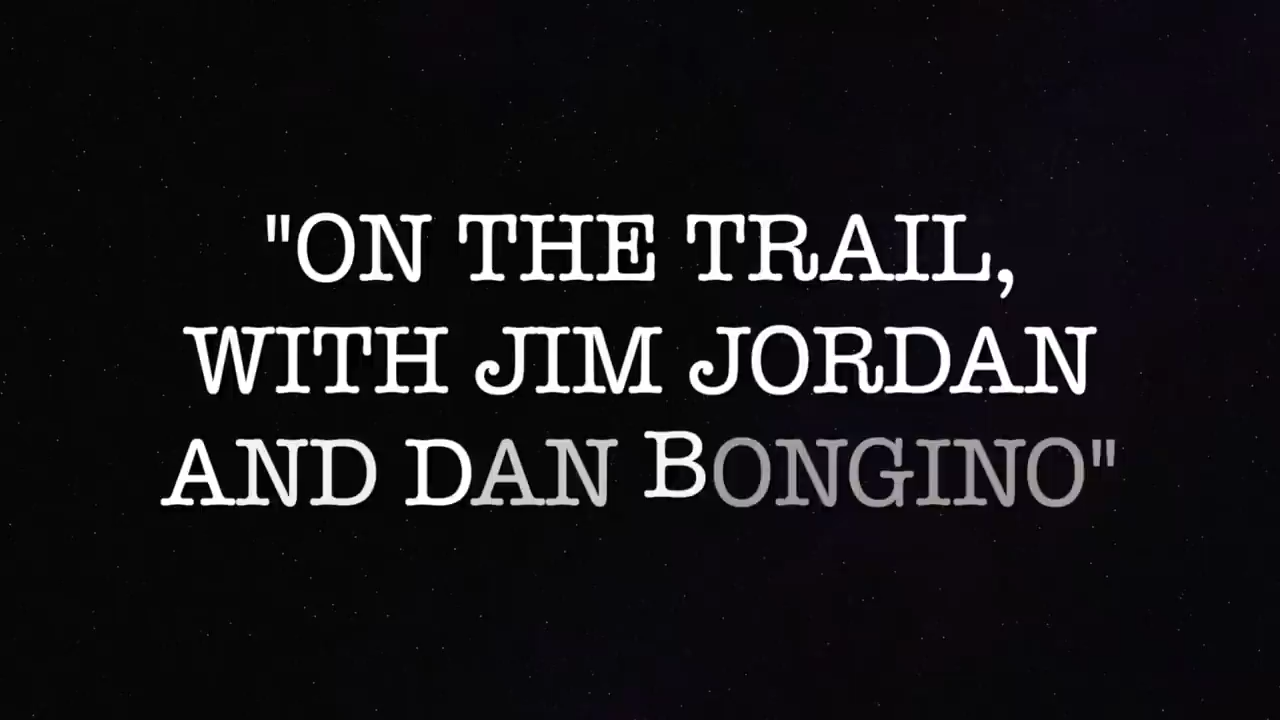 "ON THE TRAIL,
WITH JIM JORDAN
AND DAN BONGINO"